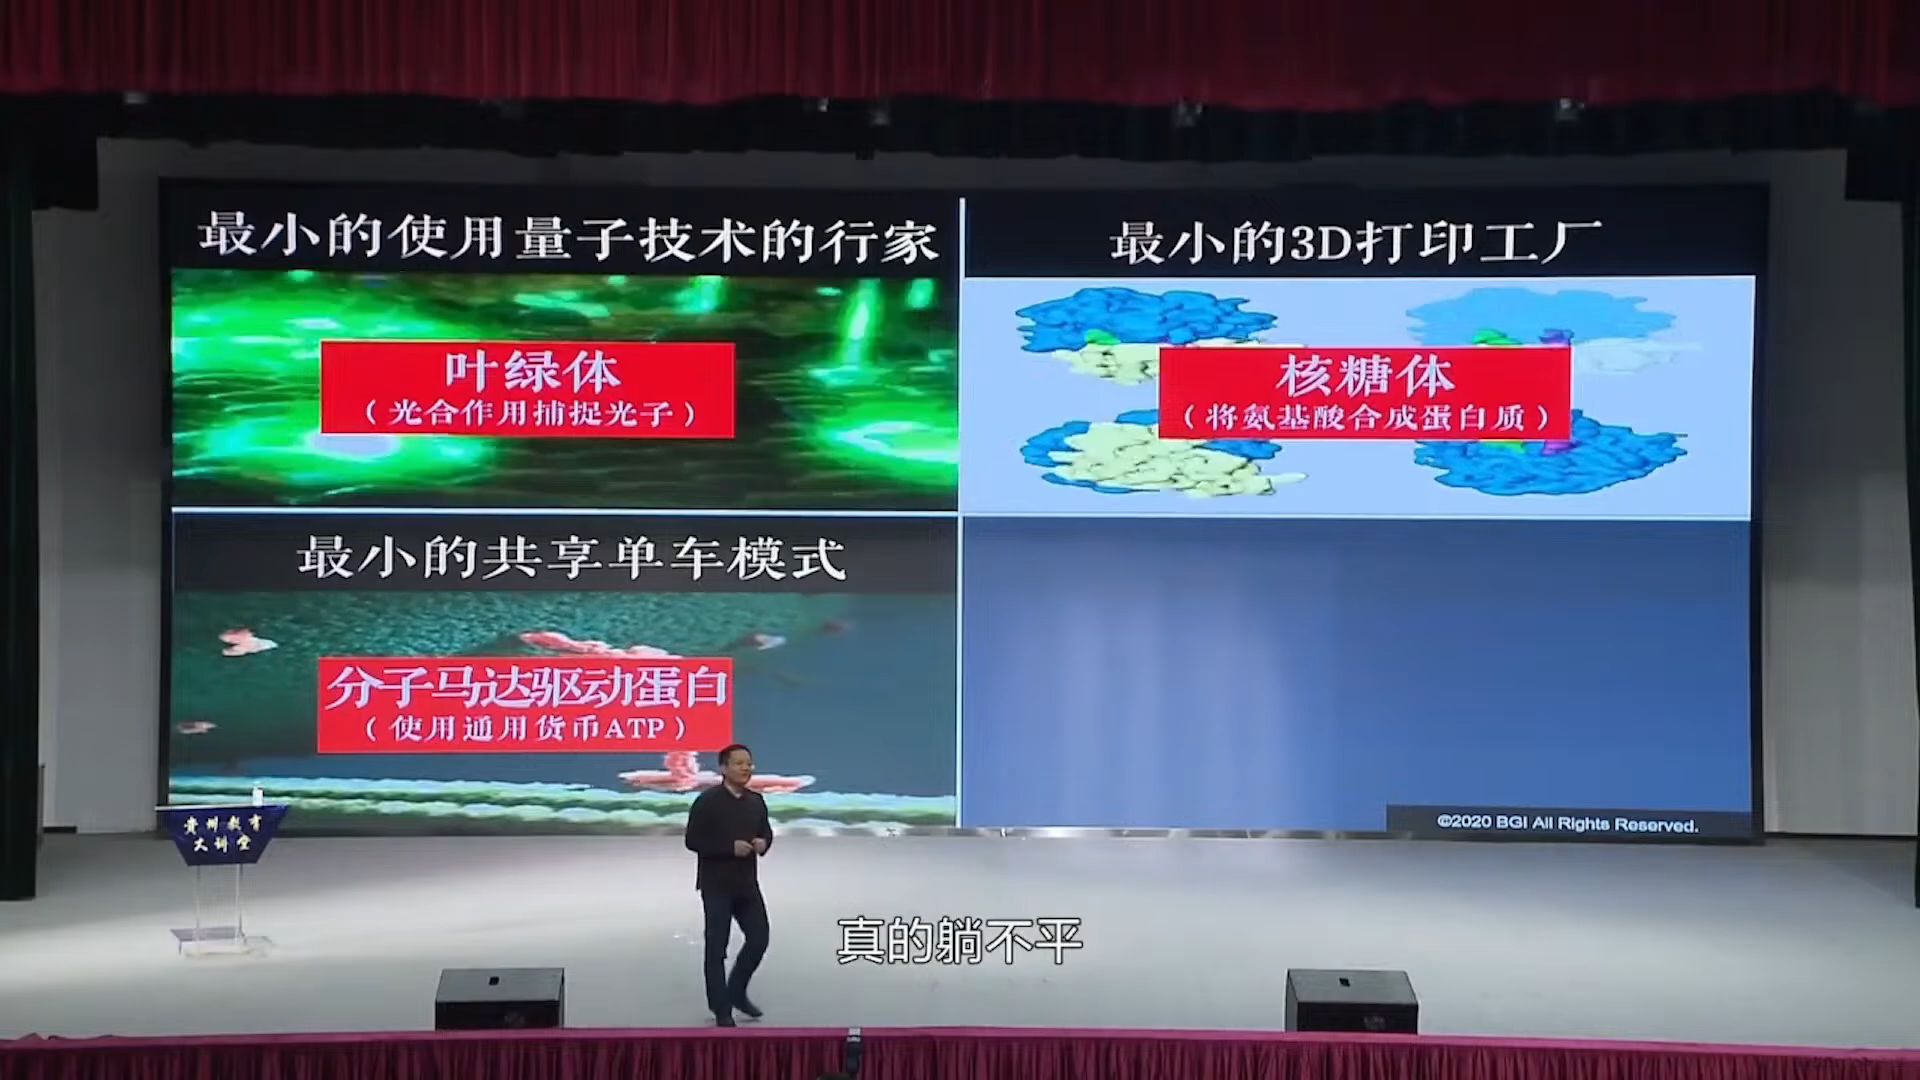 最小的使用量子技术的行家
叶绿体
（光合作用捕捉光子）
最小的3D打印工厂
核糖体
（将氨基酸合成蛋白质）
最小的共享单车模式
分子马达驱动蛋白
（使用通用货币ATP）
©2020 BGI All Rights Reserved.
贵州教育
大讲堂
真的躺不平